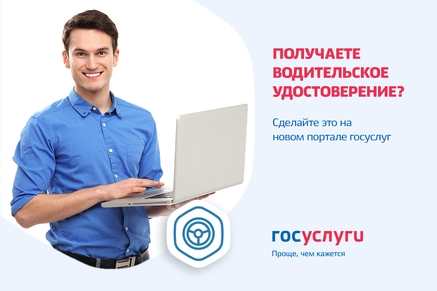 ПОЛУЧАЕТЕ
ВОДИТЕЛЬСКОЕ
УДОСТОВЕРЕНИЕ?
Сделайте это на
новом портале госуслуг
госуслуги
Проще, чем кажется